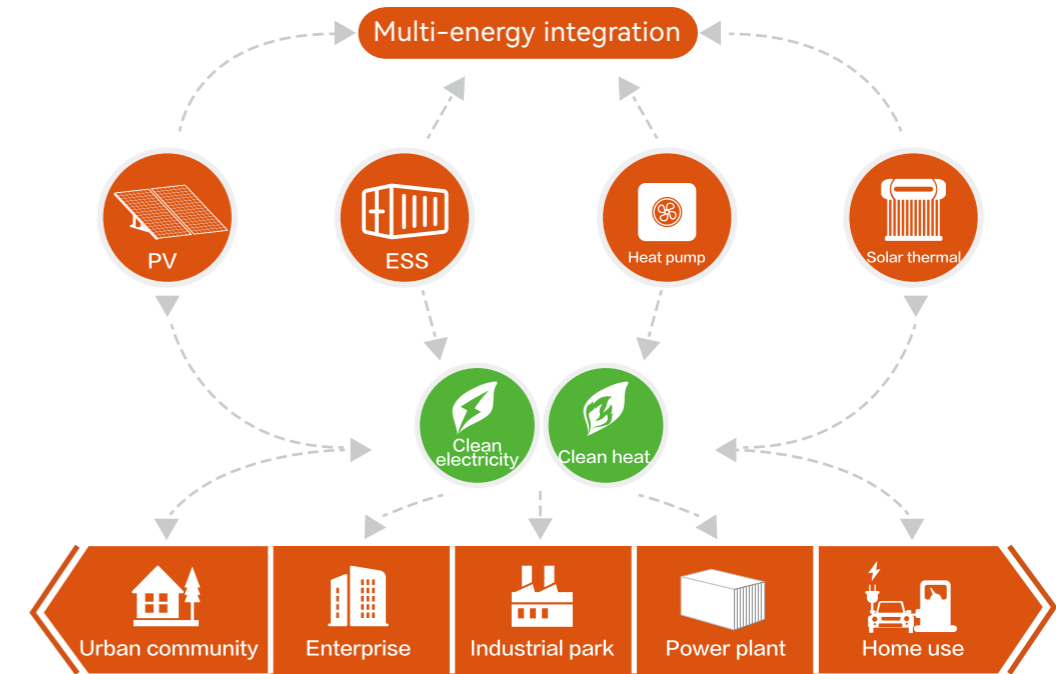 Multi-energy integration
PV
ESS
Heat pump
Solar thermal
Clean
electricity
Clean heat
Urban community
Enterprise
Industrial park
Power plant
Home use